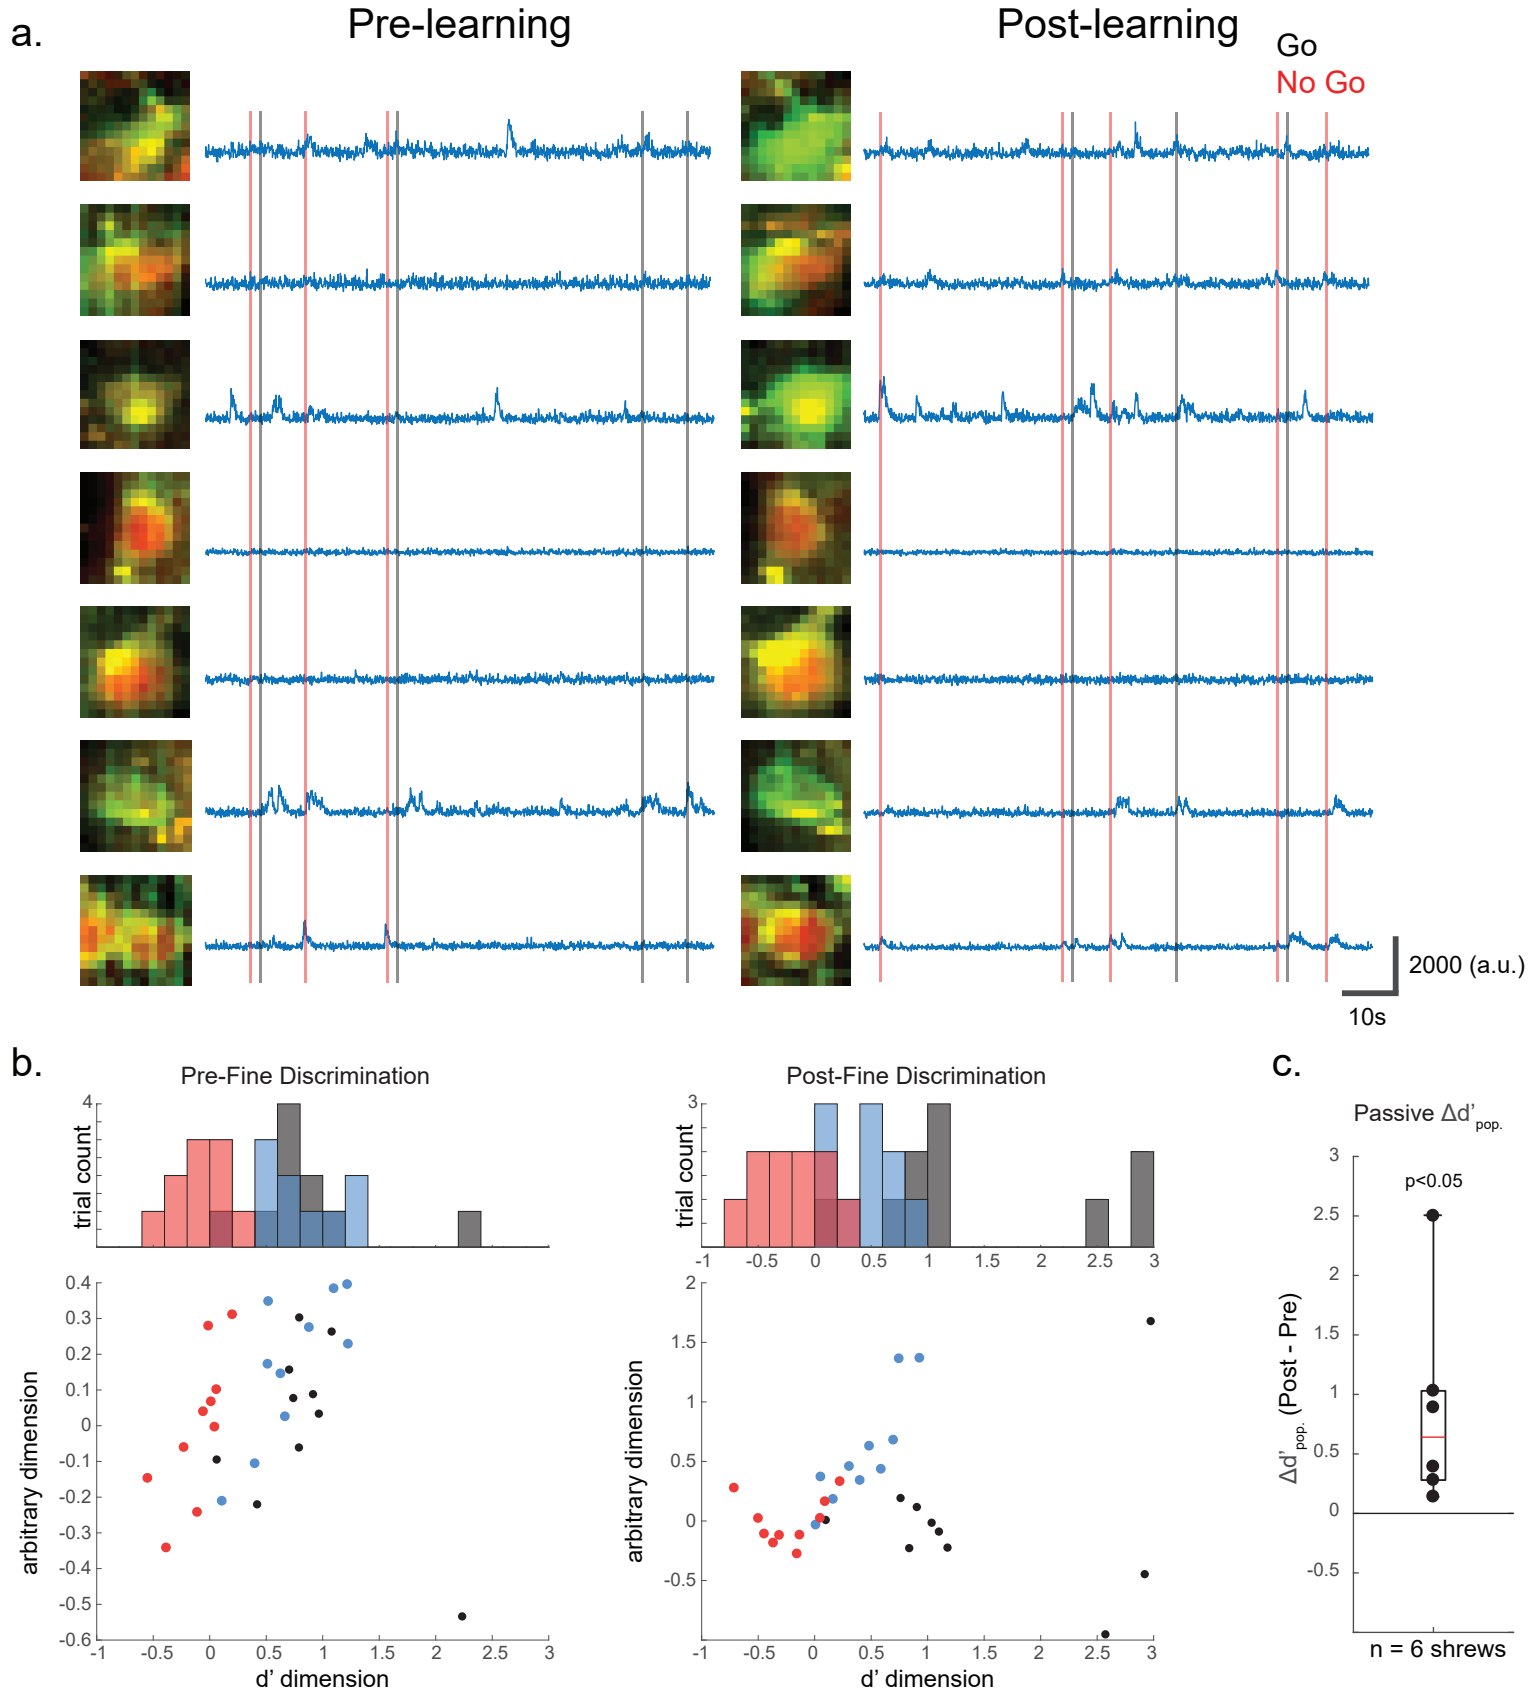 a.
Pre-learning
Post-learning
Go
No Go
2000 (a.u.)
10s
b.
Pre-Fine Discrimination
4
trial count
0.4
0.3
0.2
0.1
0
-0.1
-0.2
-0.3
-0.4
-0.5
-0.6
arbitrary dimension
-1
-0.5
0
0.5
1
1.5
2
2.5
3
d' dimension
Post-Fine Discrimination
3
trial count
-1
-0.5
0
0.5
1
1.5
2
2.5
3
2
1.5
1
0.5
0
-0.5
arbitrary dimension
-1
-0.5
0
0.5
1
1.5
2
2.5
3
d' dimension
c.
Passive Δd'pop.
3
p<0.05
2.5
2
1.5
1
0.5
0
-0.5
Δd'pop. (Post - Pre)
n = 6 shrews